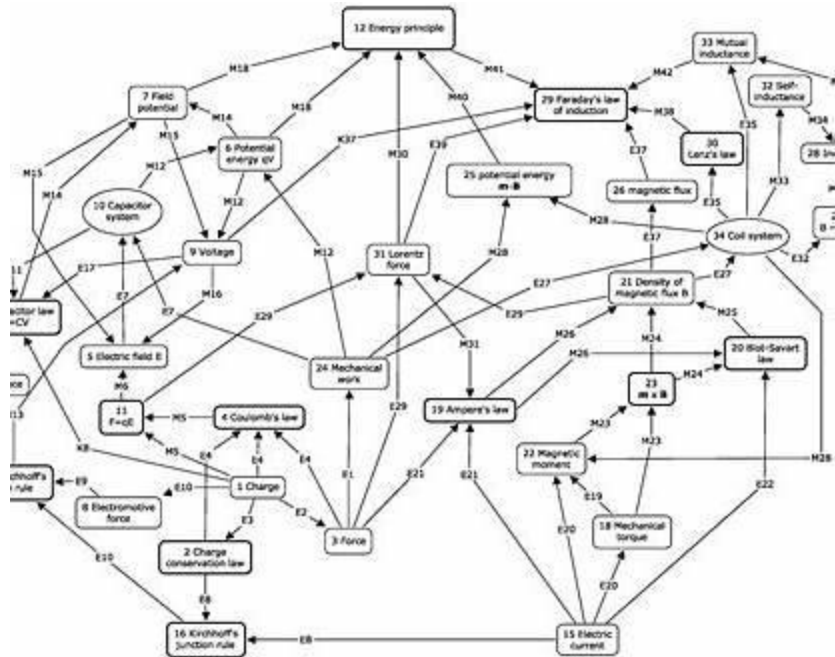 12 Energy principle
33 Mutual
inductance
M18
M41
M42
32 Self-
inductance
7 Field
potential
M14
M18
M40
29 Faraday's law
of induction
M38
M34
M15
6 Potential
energy qV
K37
E39
E35
30
Lenz's law
M15
M12
M30
E37
25 potential energy
m·B
26 magnetic flux
M33
M14
M12
10 Capacitor
system
M28
E35
34 Coil system
9 Voltage
M12
M28
E37
E32
E17
31 Lorentz
force
E27
21 Density of
magnetic flux B
E27
E7
M16
E7
E29
E29
M25
5 Electric field E
M31
M26
M24
20 Biot-Savart
law
24 Mechanical
work
M26
M6
23
m x B
M24
11
F=qE
M5
4 Coulomb's law
E29
19 Ampere's law
M23
M23
K8
M5
E4
E4
E4
E1
22 Magnetic
moment
M28
E9
1 Charge
E21
E21
E22
E10
8 Electromotive
force
E3
E2
E19
18 Mechanical
torque
3 Force
E20
2 Charge
conservation law
E10
E20
E8
16 Kirchhoff's
junction rule
E8
15 Electric
current